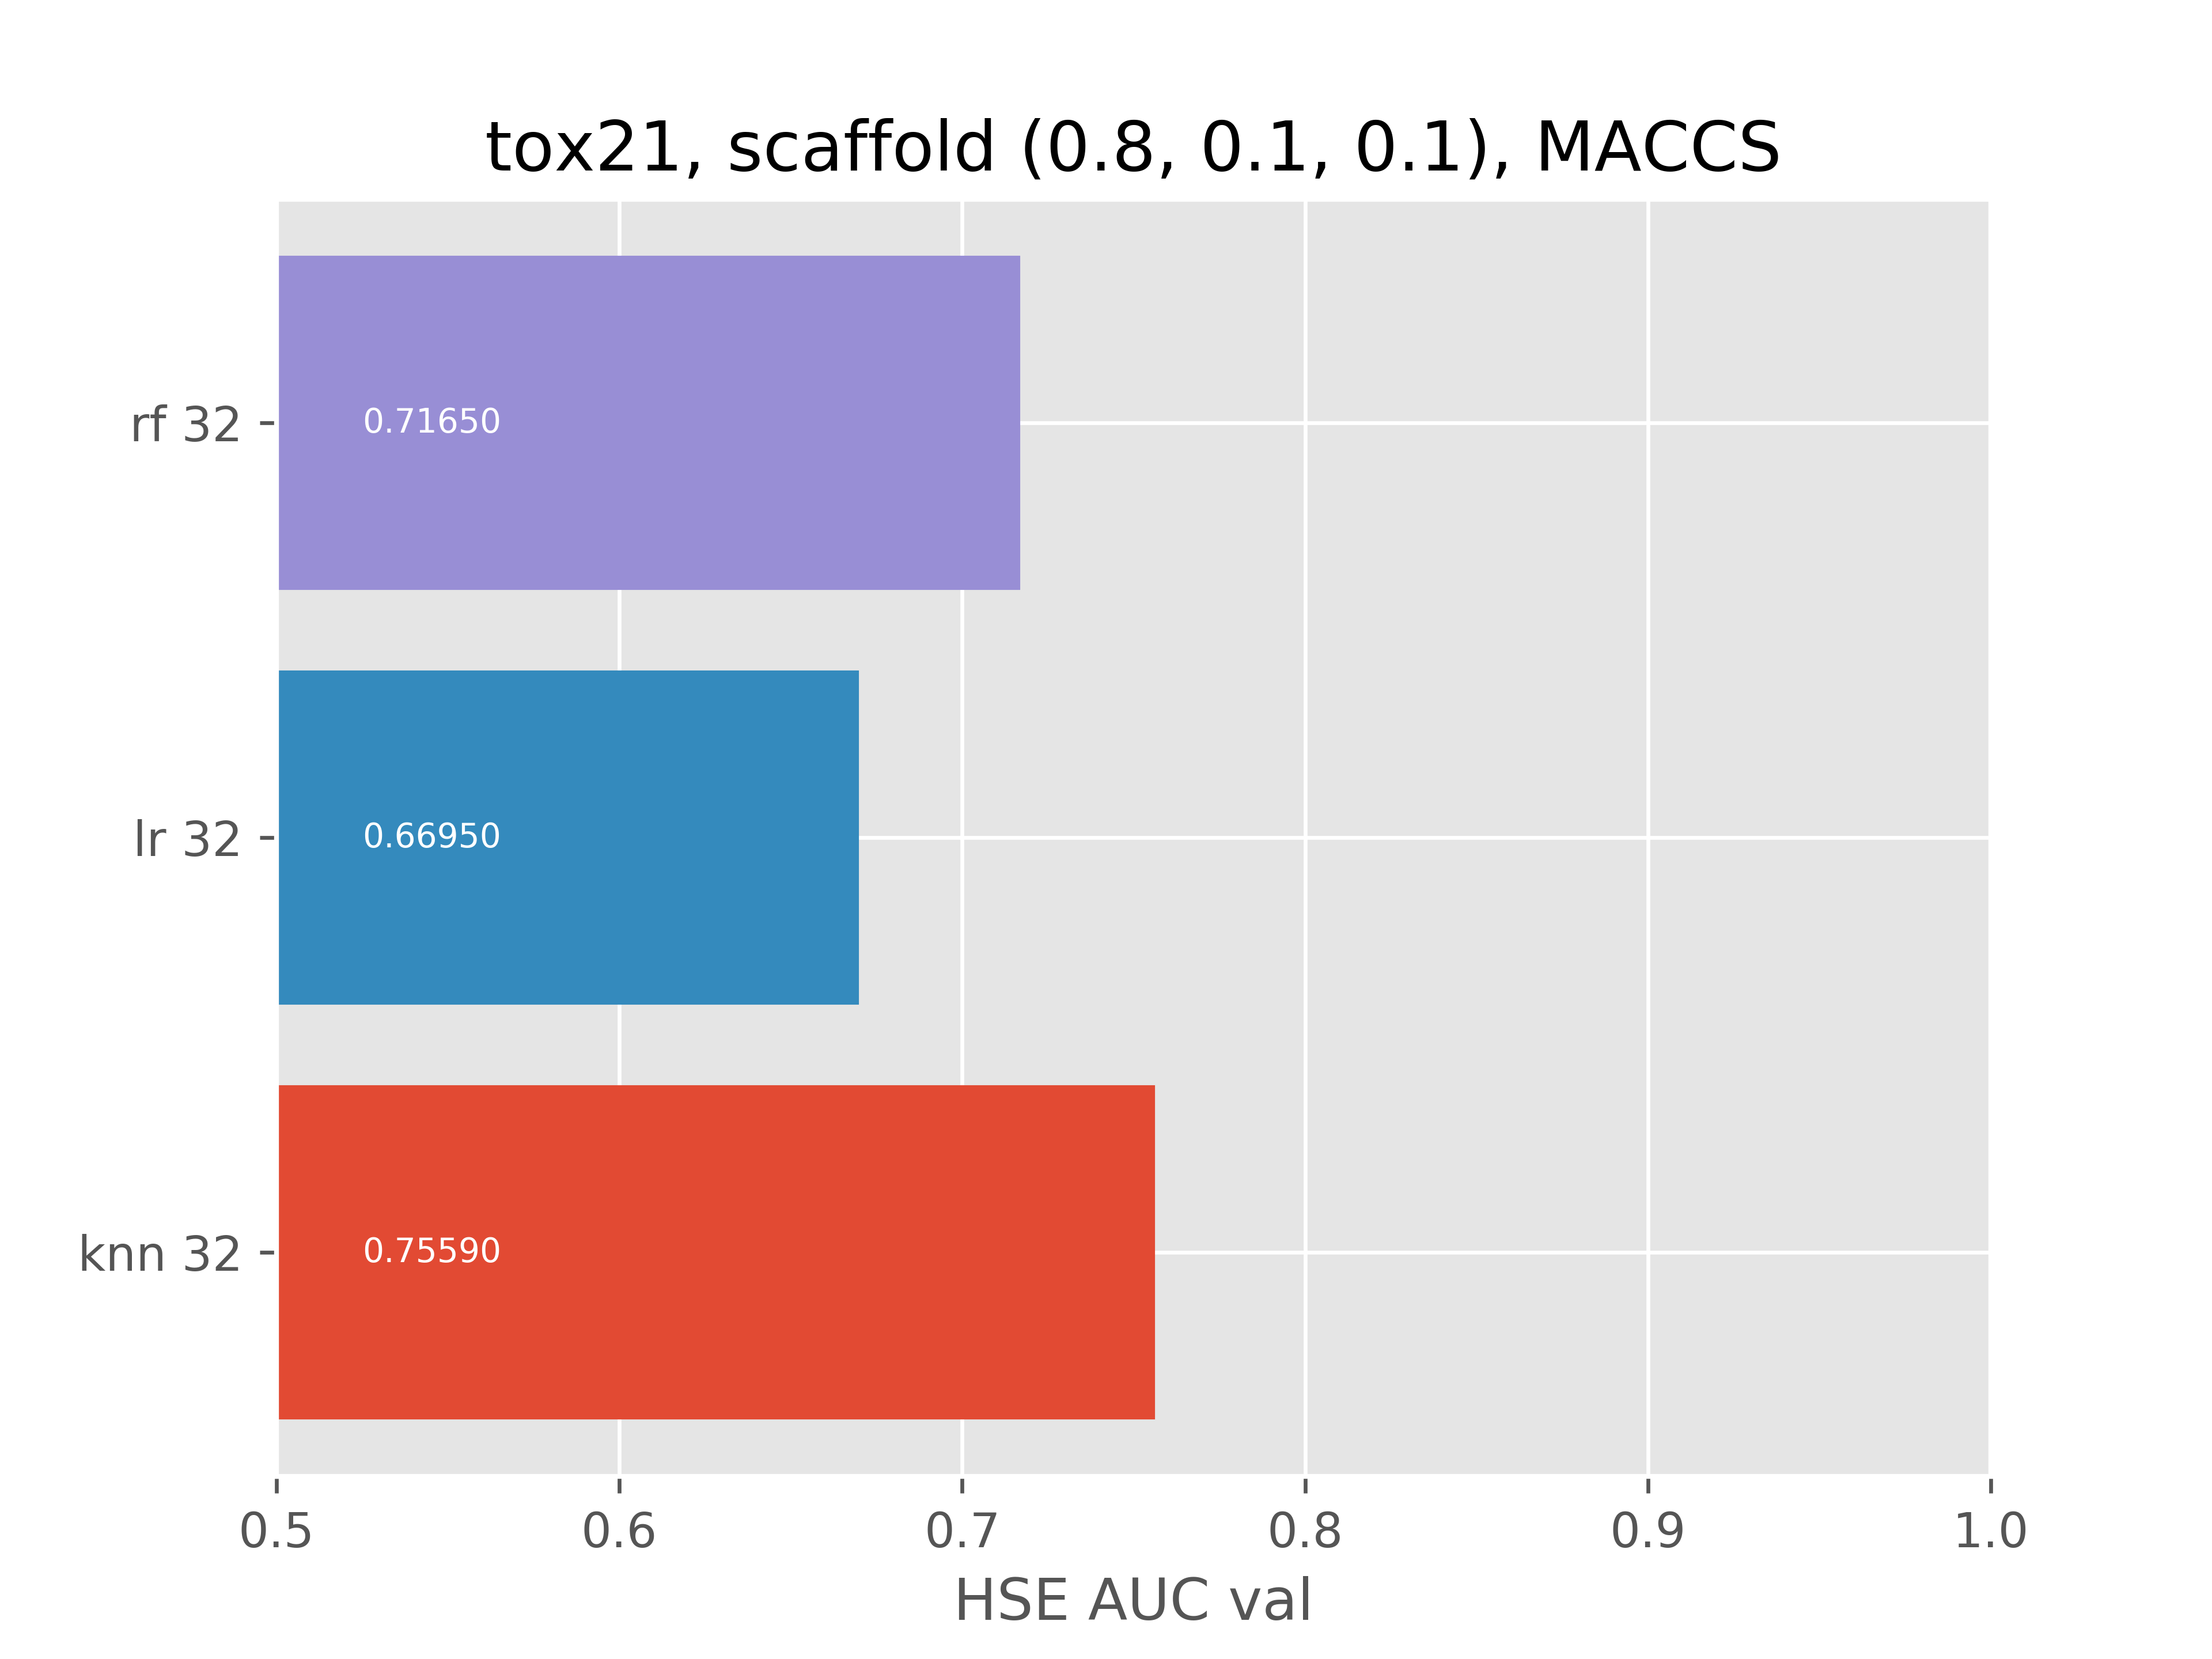 tox21, scaffold (0.8, 0.1, 0.1), MACCS
rf 32
0.71650
lr 32
0.66950
knn 32
0.75590
0.5 0.6 0.7 0.8 0.9 1.0
HSE AUC val